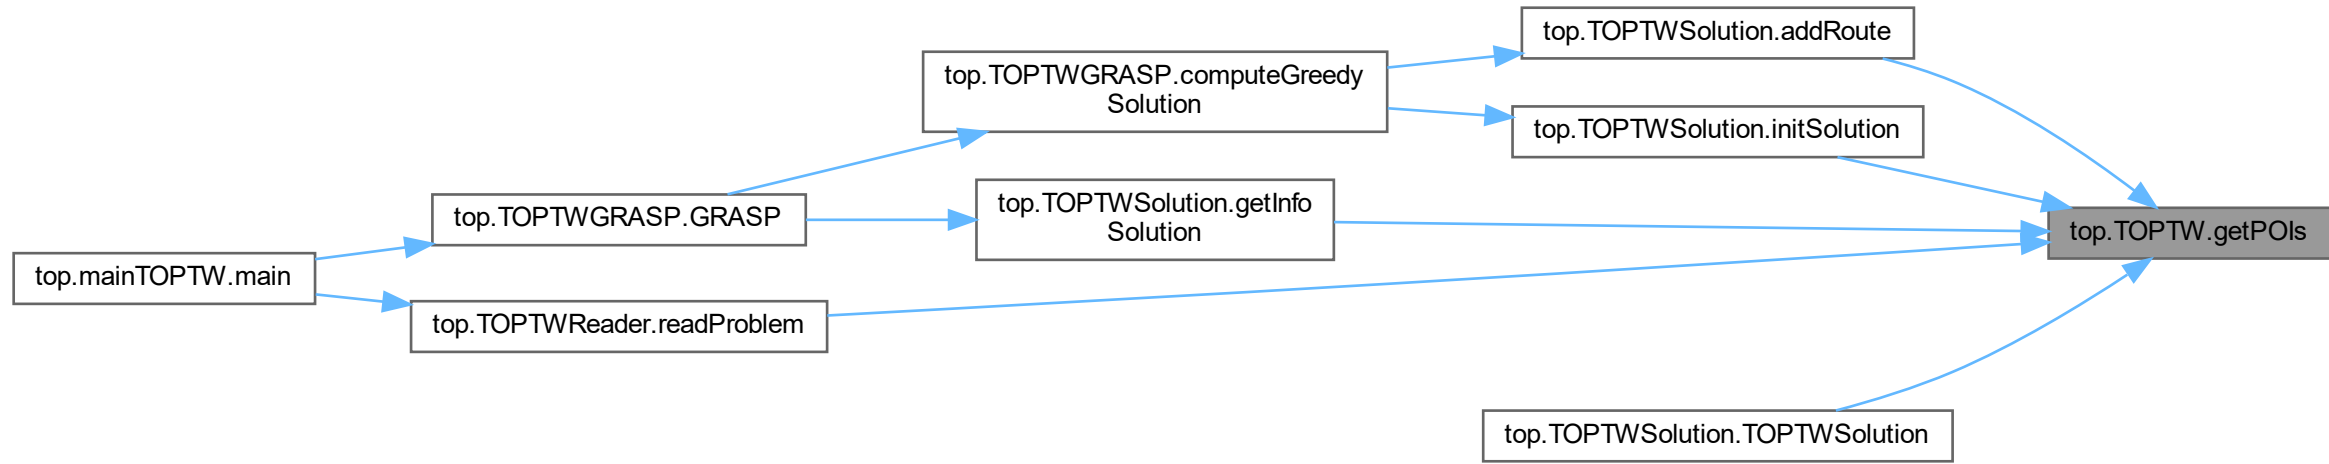 top.TOPTWSolution.addRoute
top.TOPTWGRASP.computeGreedy
Solution
top.TOPTWSolution.initSolution
top.TOPTWGRASP.GRASP
top.TOPTWSolution.getInfo
Solution
top.TOPTW.getPOIs
top.mainTOPTW.main
top.TOPTWReader.readProblem
top.TOPTWSolution.TOPTWSolution